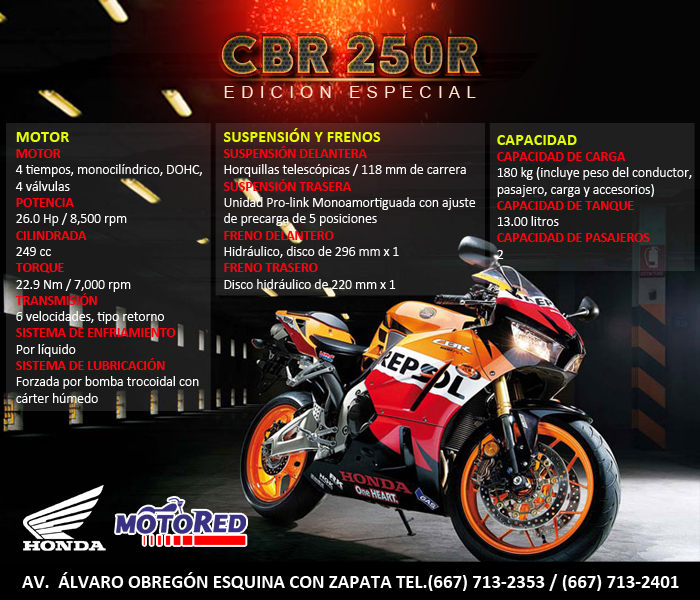 CBR 250R
EDICION ESPECIAL
MOTOR
MOTOR
4 tiempos, monocilíndrico, DOHC,
4 válvulas
POTENCIA
26.0 Hp / 8,500 rpm
CILINDRADA
249 cc
TORQUE
22.9 Nm / 7,000 rpm
TRANSMISIÓN
6 velocidades, tipo retorno
SISTEMA DE ENFRIAMIENTO
Por líquido
SISTEMA DE LUBRICACIÓN
Forzada por bomba trocoidal con
cárter húmedo
SUSPENSIÓN Y FRENOS
SUSPENSIÓN DELANTERA
Horquillas telescópicas / 118 mm de carrera
SUSPENSIÓN TRASERA
Unidad Pro-link Monoamortiguada con ajuste
de precarga de 5 posiciones
FRENO DELANTERO
Hidráulico, disco de 296 mm x 1
FRENO TRASERO
Disco hidráulico de 220 mm x 1
CAPACIDAD
CAPACIDAD DE CARGA
180 kg (incluye peso del conductor,
pasajero, carga y accesorios)
CAPACIDAD DE TANQUE
13.00 litros
CAPACIDAD DE PASAJEROS
2
CBR
REPSOL
HONDA
One HEART.
GAS
HONDA
MOTORED
AV. ÁLVARO OBREGÓN ESQUINA CON ZAPATA TEL.(667) 713-2353 / (667) 713-2401